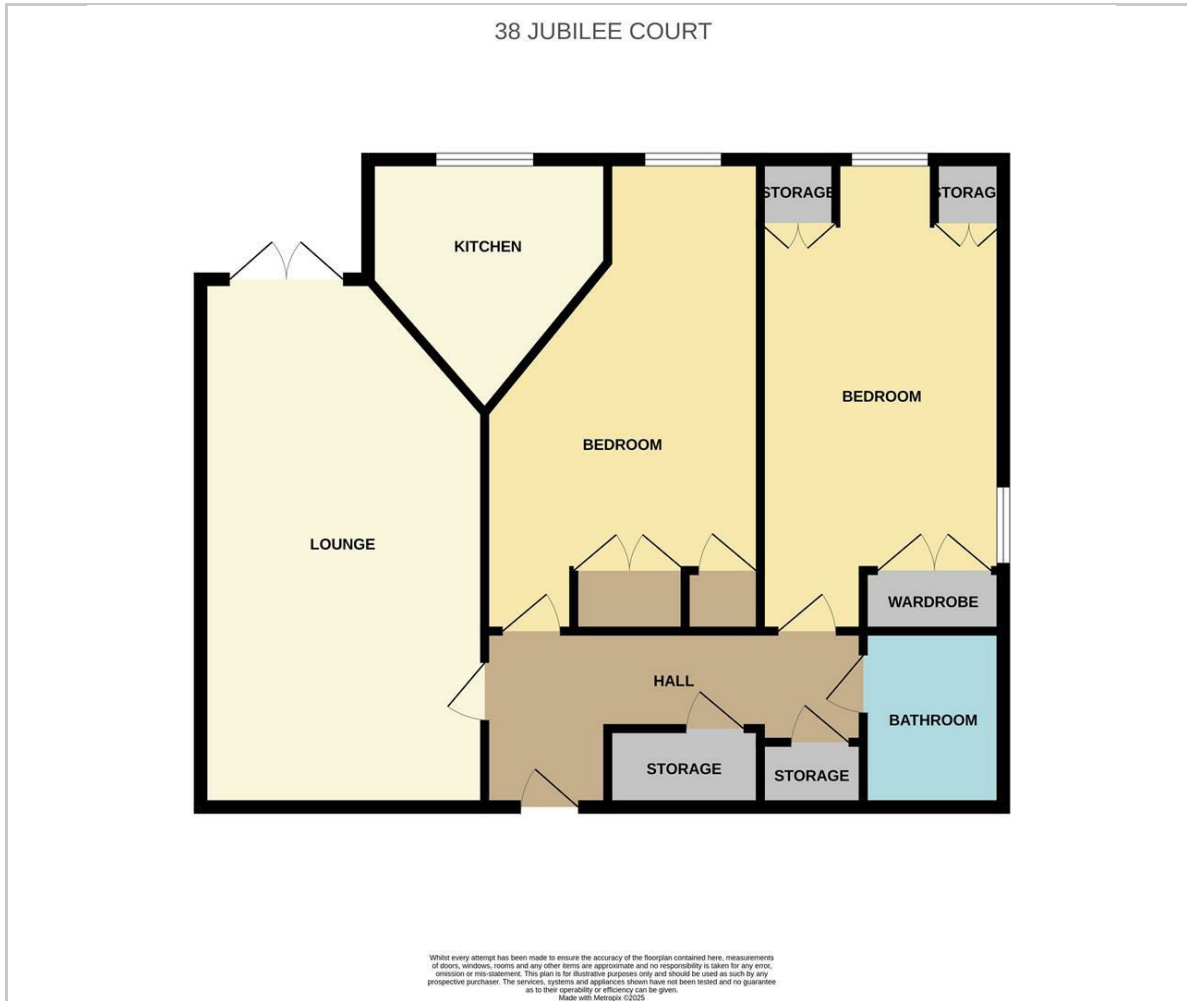 38 JUBILEE COURT
STORAGE
STORAG
KITCHEN
BEDROOM
BEDROOM
LOUNGE
WARDROBE
HALL
BATHROOM
STORAGE
STORAGE
Whilst every attempt has been made to ensure the accuracy of the floorplan contained here, measurements
of doors, windows, rooms and any other items are approximate and no responsibility is taken for any error,
omission or mis-statement. This plan is for illustrative purposes only and should be used as such by any
prospective purchaser. The services, systems and appliances shown have not been tested and no guarantee
as to their operability or efficiency can be given.
Made with Metropix ©2025